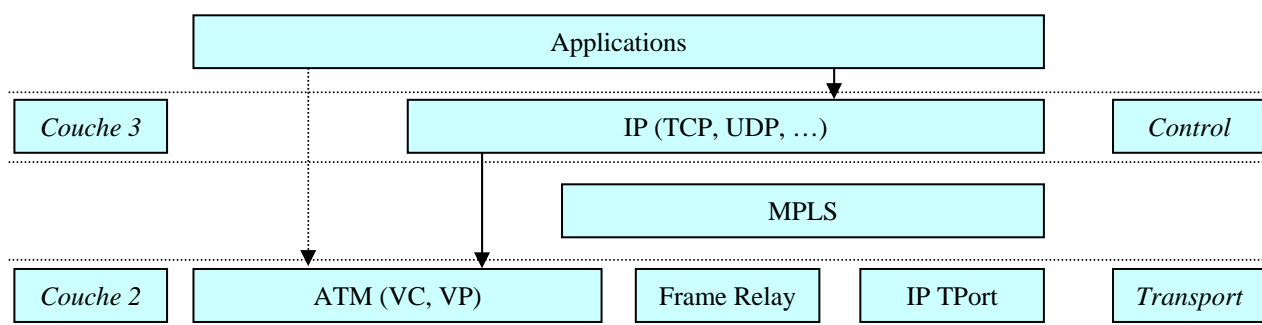 Applications
Couche 3
IP (TCP, UDP, …)
Control
MPLS
Couche 2
ATM (VC, VP)
Frame Relay
IP TPort
Transport